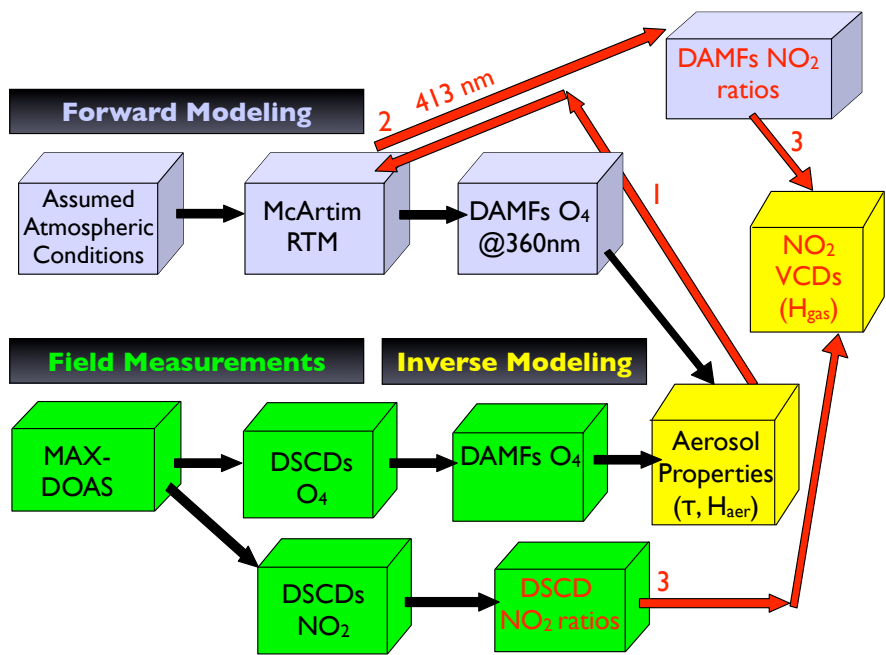 DAMFs NO₂
ratios
413 nm
2
3
Forward Modeling
1
Assumed
Atmospheric
Conditions
McArtim
RTM
DAMFs O₄
@360nm
NO₂
VCDs
(H_gas)
Field Measurements
Inverse Modeling
MAX-
DOAS
DSCDs
O₄
DAMFs O₄
Aerosol
Properties
(τ, H_aer)
DSCDs
NO₂
DSCD
NO₂ ratios
3